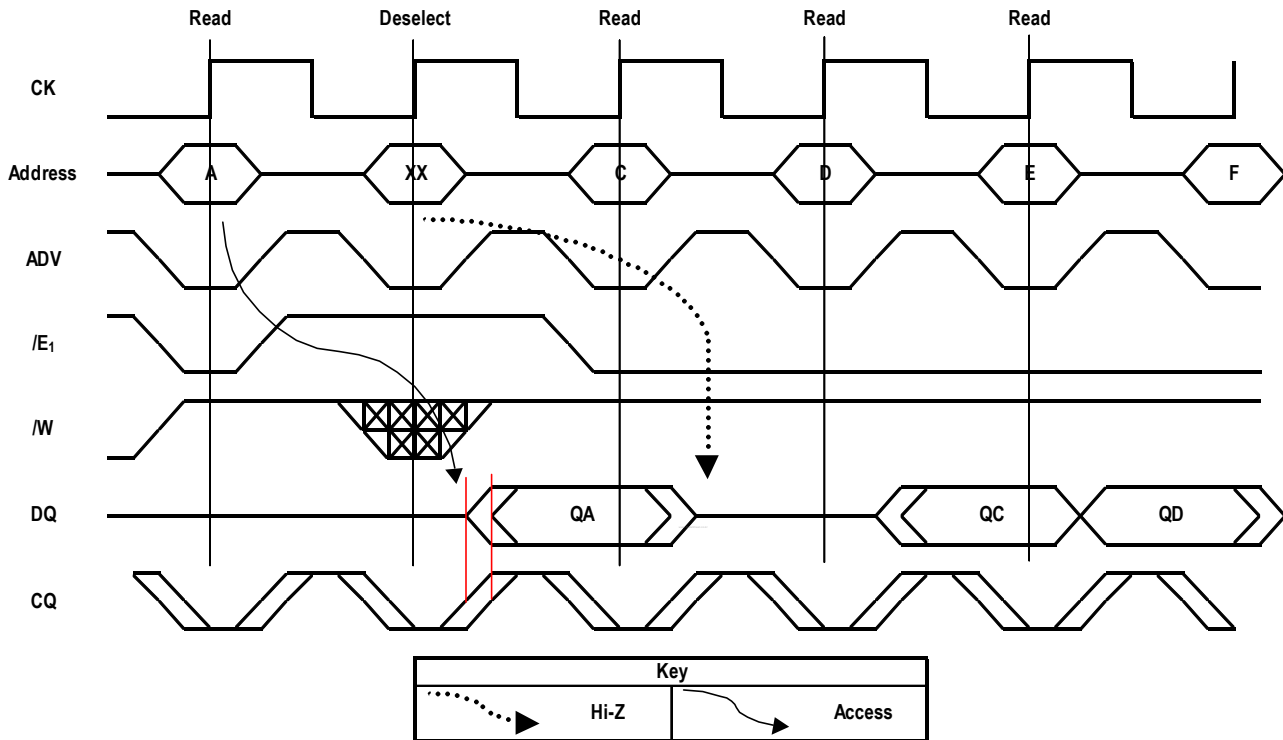 Read Deselect Read Read Read
CK
Address A XX C D E F
ADV
/E1
/W
DQ QA QC QD
CQ
Key
Hi-Z Access